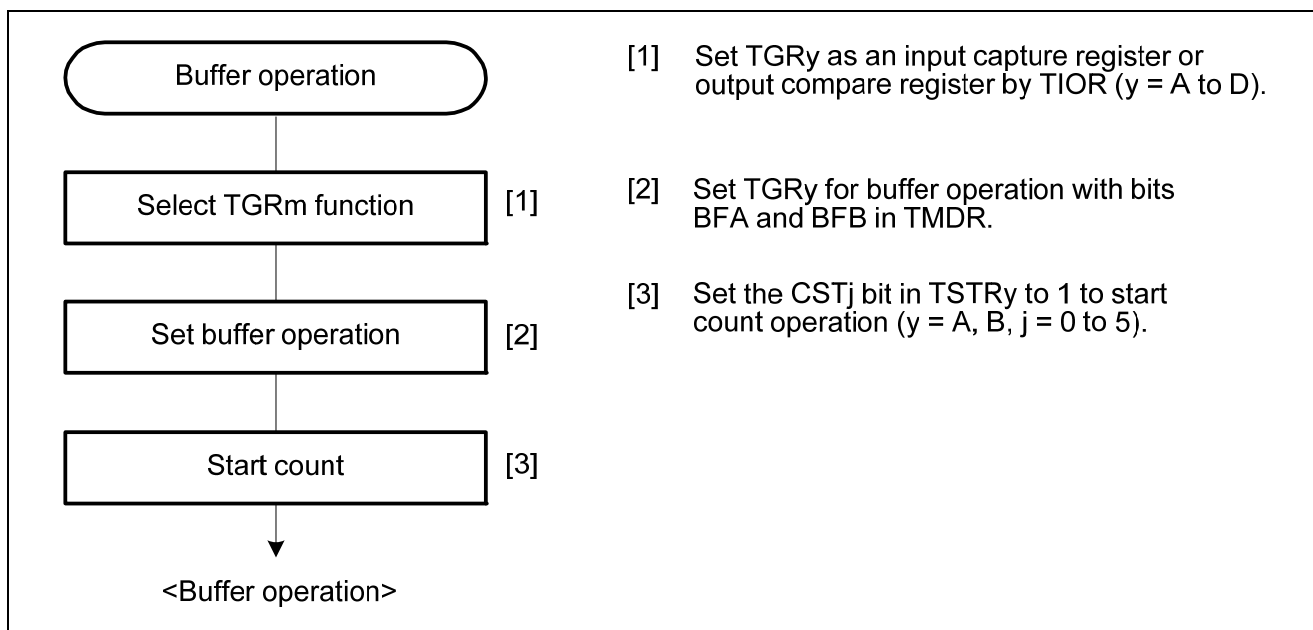 Buffer operation
Select TGRm function
[1]
Set buffer operation
[2]
Start count
[3]
<Buffer operation>
[1] Set TGRy as an input capture register or
output compare register by TIOR (y = A to D).
[2] Set TGRy for buffer operation with bits
BFA and BFB in TMDR.
[3] Set the CSTj bit in TSTRy to 1 to start
count operation (y = A, B, j = 0 to 5).